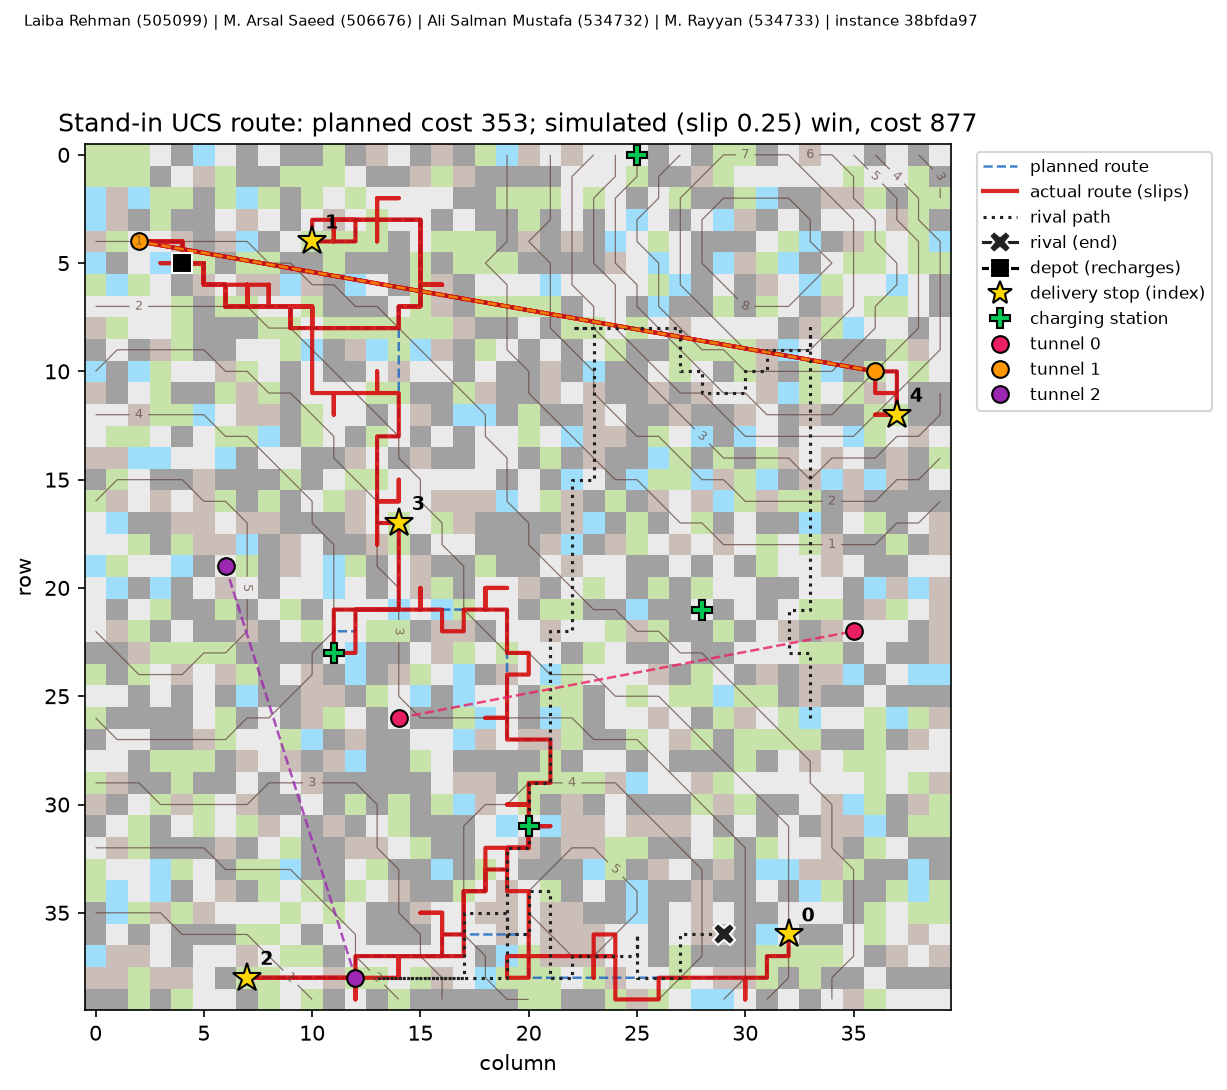 Laiba Rehman (505099) | M. Arsal Saeed (506676) | Ali Salman Mustafa (534732) | M. Rayyan (534733) | instance 38bfda97
Stand-in UCS route: planned cost 353; simulated (slip 0.25) win, cost 877
planned route
actual route (slips)
rival path
rival (end)
depot (recharges)
delivery stop (index)
charging station
tunnel 0
tunnel 1
tunnel 2
0
5
10
15
20
25
30
35
row
0
5
10
15
20
25
30
35
column
7
6
5
4
3
1
1
2
8
4
4
3
3
2
1
5
3
3
4
5
0
2